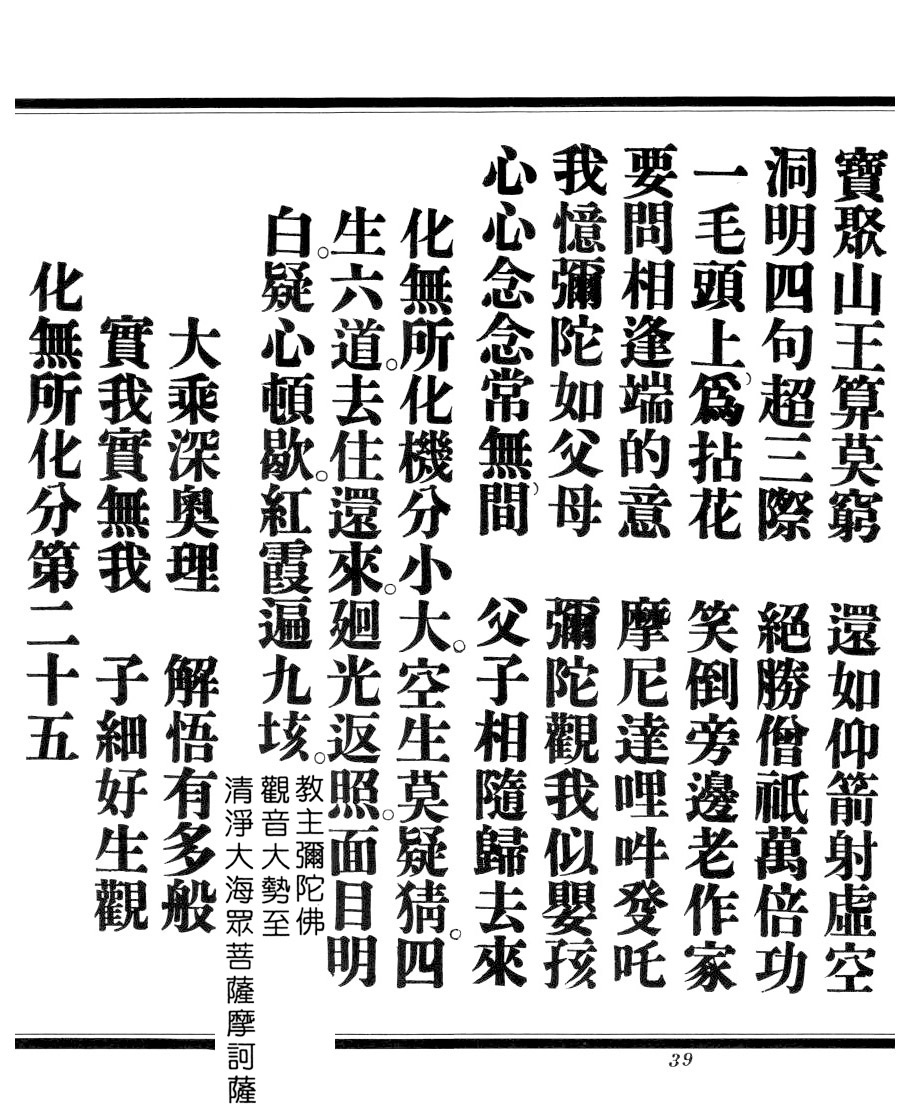 寶聚山王算莫窮　還如仰箭射虛空
洞明四句超三際　絕勝僧祇萬倍功
一毛頭上、爲拈花　笑倒旁邊老作家
要問相逢端的意　摩尼達哩吽癹吒
我憶彌陀如父母　彌陀觀我似嬰孩
心心念念常無間、　父子相隨歸去來
化無所化機分小大。空生莫疑猜。四
生六道。去住還來。廻光返照。面目明
白。疑心頓歇。紅霞遍九垓。
教主彌陀佛
觀音大勢至
清淨大海眾菩薩摩訶薩
大乘深奧理　解悟有多般
實我實無我　子細好生觀
化無所化分第二十五
39